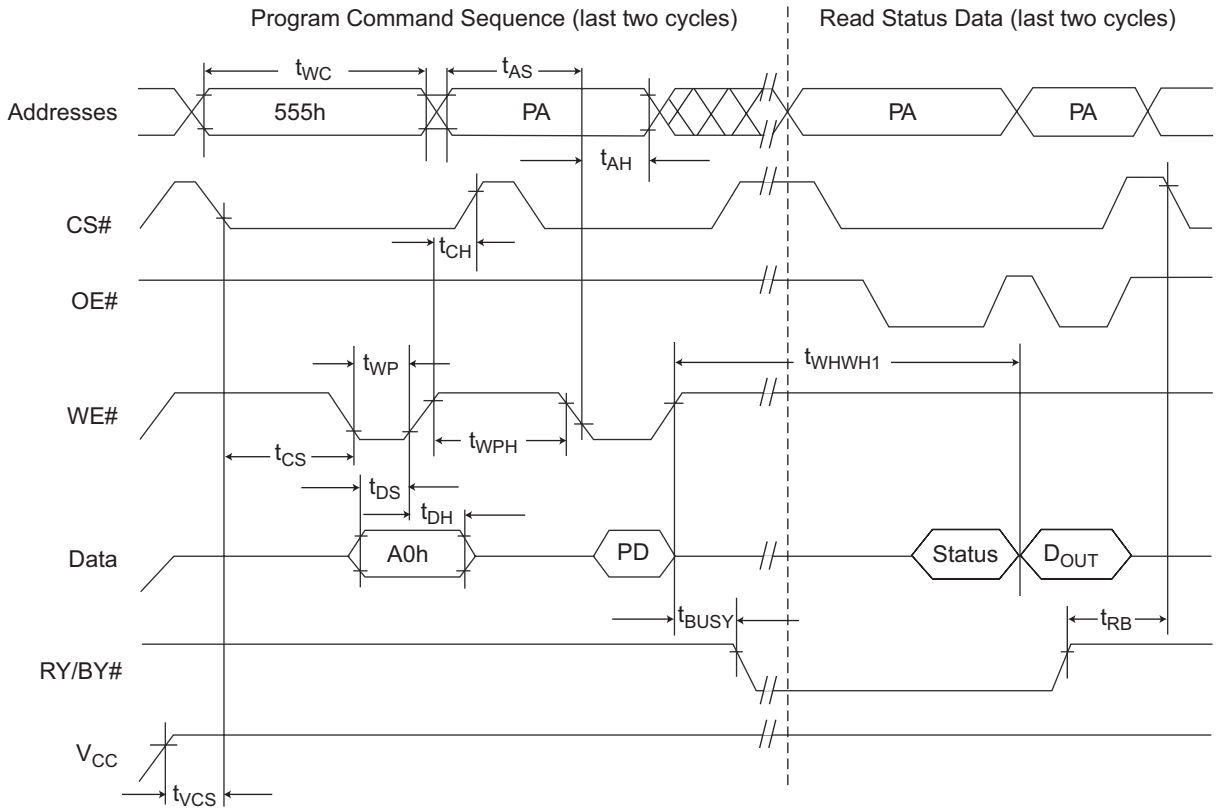 Program Command Sequence (last two cycles)
Read Status Data (last two cycles)
tWC
tAS
Addresses
555h
PA
PA
PA
tAH
CS#
tCH
OE#
tWP
tWHWH1
WE#
tCS
tWPH
tDS
tDH
Data
A0h
PD
Status
DOUT
tBUSY
tRB
RY/BY#
VCC
tVCS